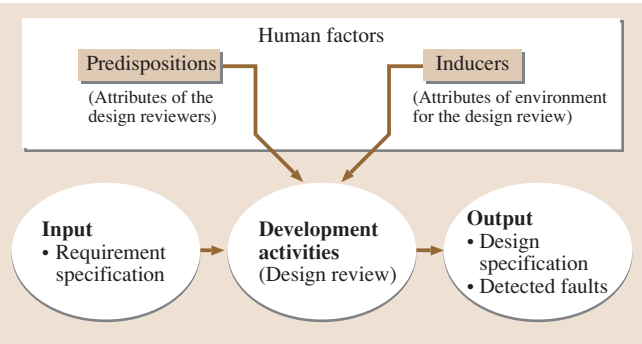 Human factors
Predispositions
(Attributes of the
design reviewers)
Inducers
(Attributes of environment
for the design review)
Input
• Requirement
specification
Development
activities
(Design review)
Output
• Design
specification
• Detected faults